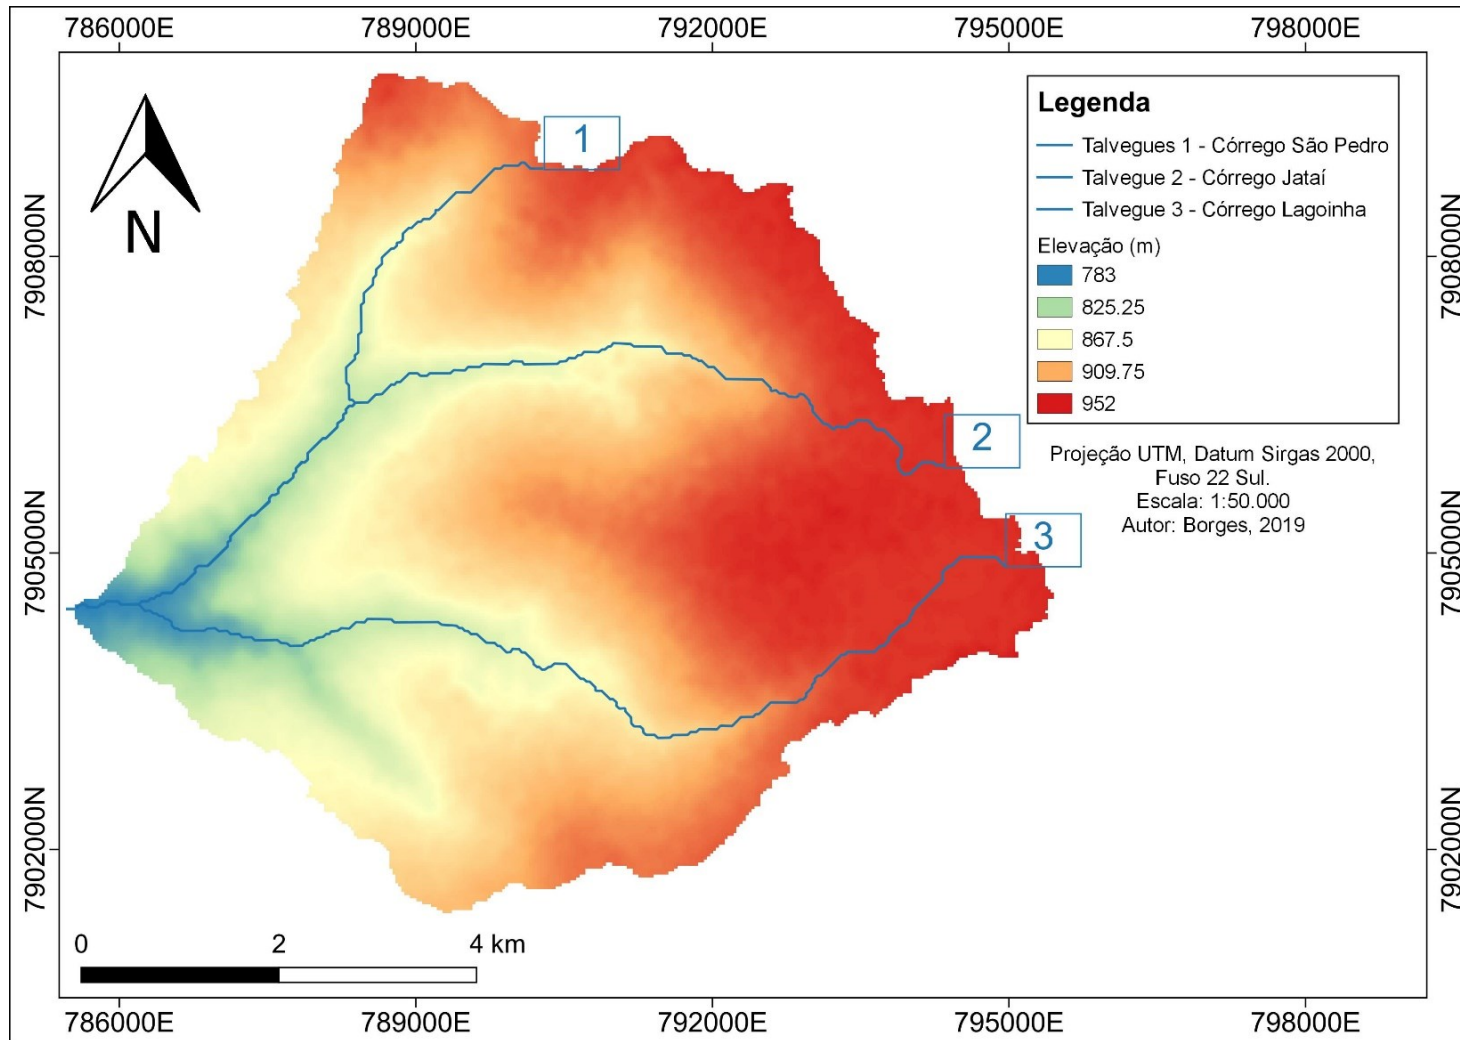 786000E 789000E 792000E 795000E 798000E
Legenda
Talvegues 1 - Córrego São Pedro
Talvegue 2 - Córrego Jataí
Talvegue 3 - Córrego Lagoinha
Elevação (m)
783
825.25
867.5
909.75
952
Projeção UTM, Datum Sirgas 2000,
Fuso 22 Sul.
Escala: 1:50.000
Autor: Borges, 2019
N
1
2
3
7908000N
7905000N
7902000N
7908000N
7905000N
7902000N
0 2 4 km
786000E 789000E 792000E 795000E 798000E